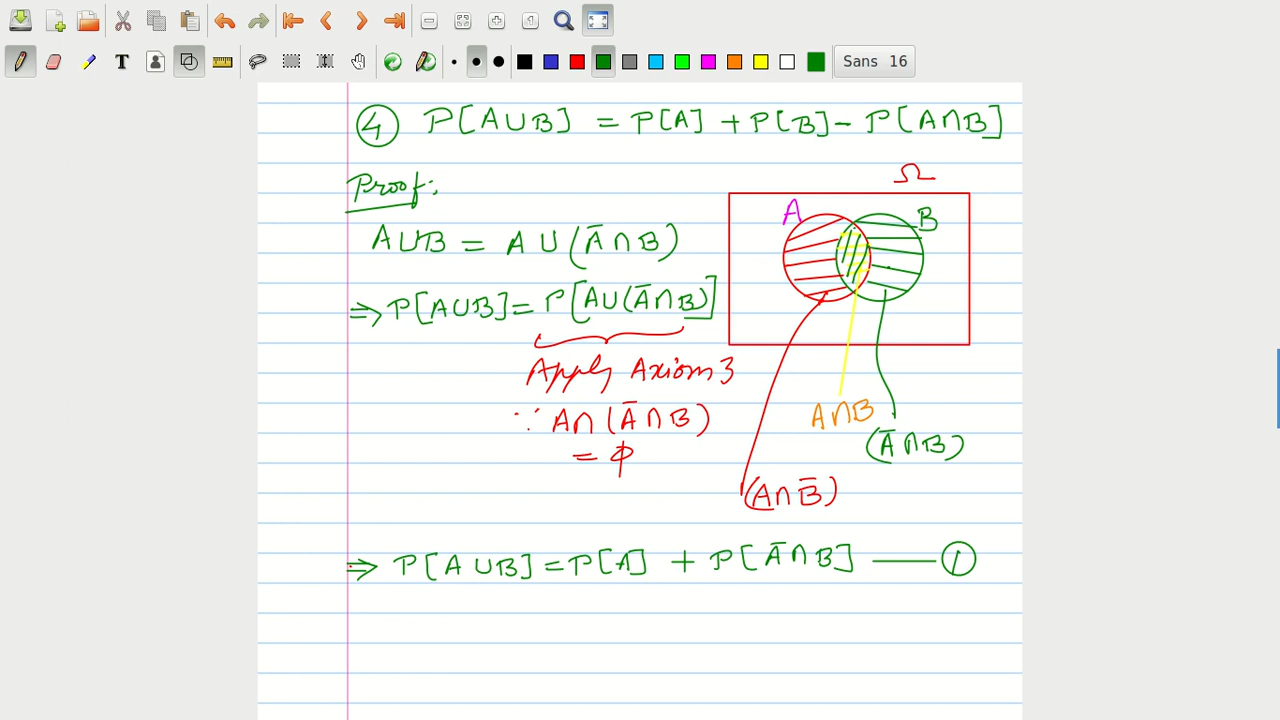 Sans 16
④ P[A∪B] = P[A] + P[B] - P[A∩B]
Proof:
Ω
A
B
A∪B = A∪(Ā∩B)
⇒ P[A∪B] = P[A∪(Ā∩B)]
Apply Axiom 3
∵ A∩(Ā∩B)
= ϕ
A∩B
(Ā∩B)
(A∩B̄)
⇒ P[A∪B] = P[A] + P[Ā∩B] —— ①